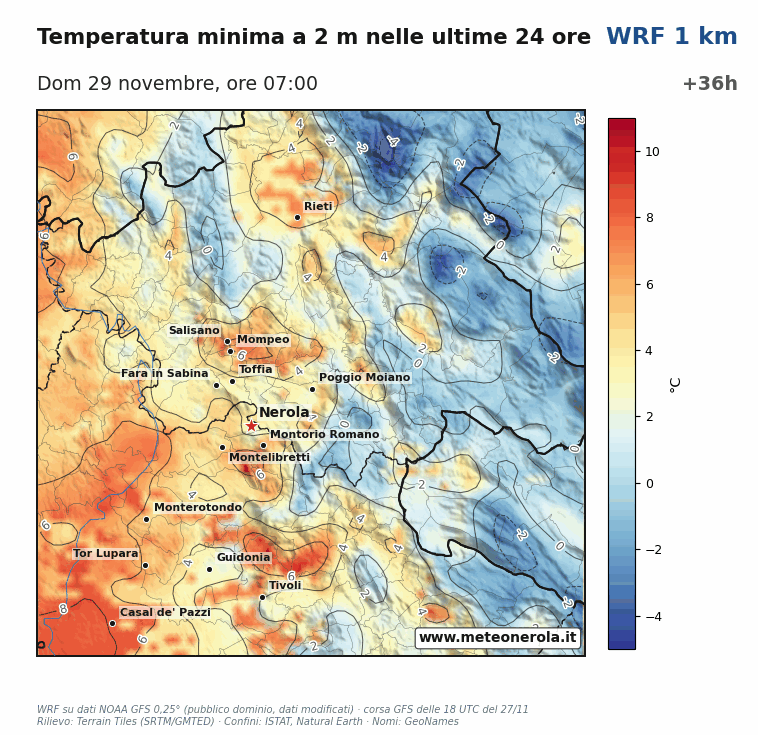 Temperatura minima a 2 m nelle ultime 24 ore WRF 1 km
Dom 29 novembre, ore 07:00 +36h
Rieti
Salisano
Mompeo
Toffia
Fara in Sabina
Poggio Moiano
Nerola
Montorio Romano
Montelibretti
Monterotondo
Tor Lupara
Guidonia
Tivoli
Casal de' Pazzi
www.meteonerola.it
10
8
6
4
2
0
−2
−4
°C
WRF su dati NOAA GFS 0,25° (pubblico dominio, dati modificati) · corsa GFS delle 18 UTC del 27/11
Rilievo: Terrain Tiles (SRTM/GMTED) · Confini: ISTAT, Natural Earth · Nomi: GeoNames